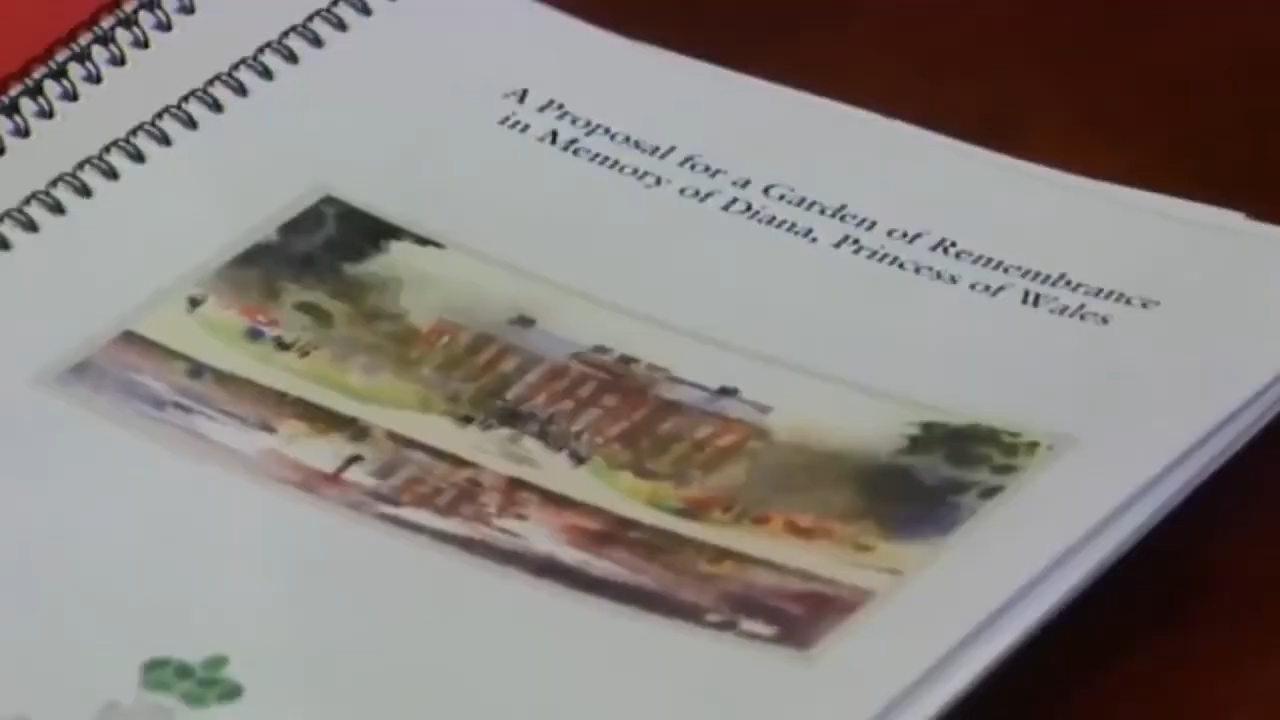 A Proposal for a Garden of Remembrance
in Memory of Diana, Princess of Wales